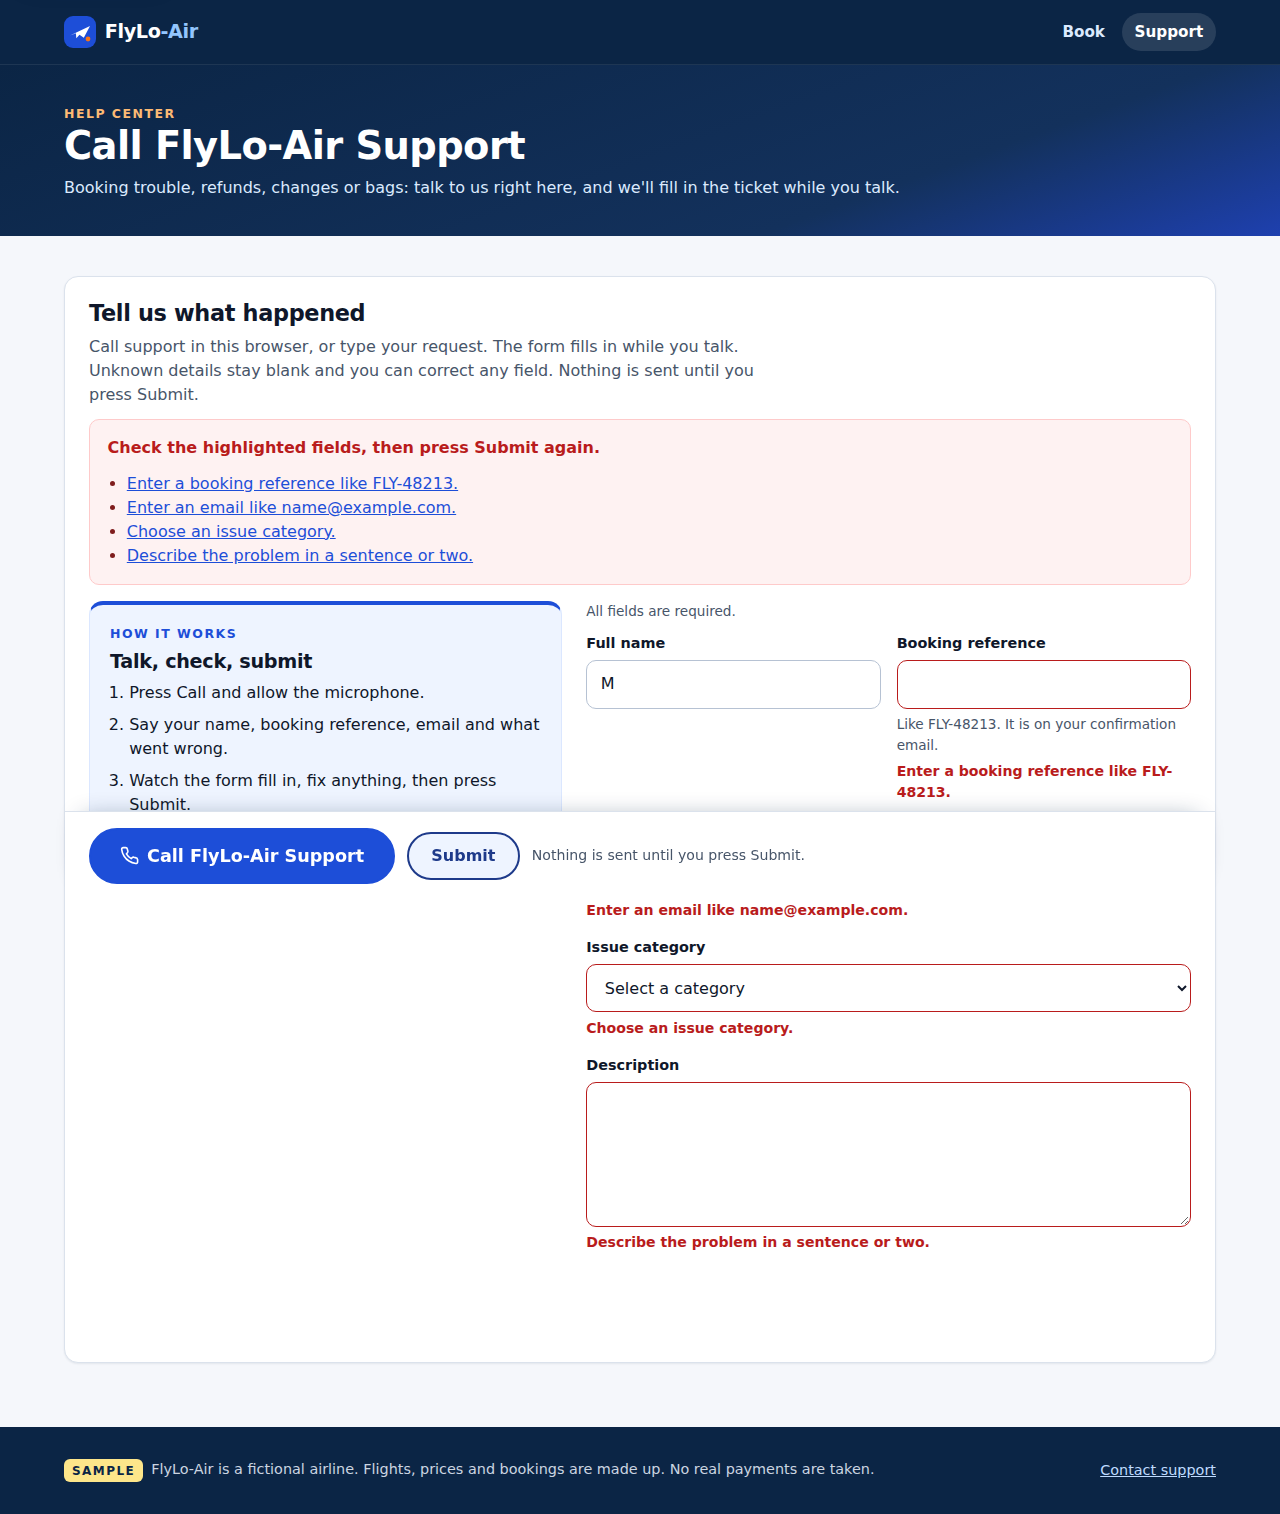 FlyLo-Air
Book
Support
HELP CENTER
Call FlyLo-Air Support
Booking trouble, refunds, changes or bags: talk to us right here, and we'll fill in the ticket while you talk.
Tell us what happened
Call support in this browser, or type your request. The form fills in while you talk.
Unknown details stay blank and you can correct any field. Nothing is sent until you
press Submit.
Check the highlighted fields, then press Submit again.
• Enter a booking reference like FLY-48213.
• Enter an email like name@example.com.
• Choose an issue category.
• Describe the problem in a sentence or two.
HOW IT WORKS
Talk, check, submit
1. Press Call and allow the microphone.
2. Say your name, booking reference, email and what
went wrong.
3. Watch the form fill in, fix anything, then press
Submit.
All fields are required.
Full name
M
Booking reference
Like FLY-48213. It is on your confirmation
email.
Enter a booking reference like FLY-
48213.
Call FlyLo-Air Support
Submit
Nothing is sent until you press Submit.
Enter an email like name@example.com.
Issue category
Select a category
Choose an issue category.
Description
Describe the problem in a sentence or two.
SAMPLE
FlyLo-Air is a fictional airline. Flights, prices and bookings are made up. No real payments are taken.
Contact support